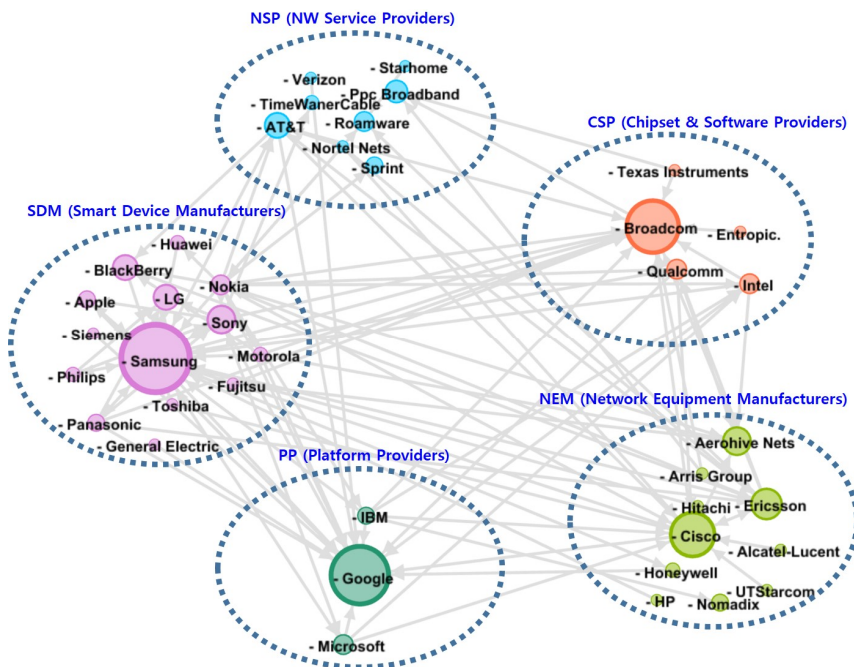 NSP (NW Service Providers)
- Starhome
- Verizon
- Ppc Broadband
- TimeWanerCable
- AT&T
- Roamware
- Nortel Nets
- Sprint
CSP (Chipset & Software Providers)
- Texas Instruments
- Broadcom
- Entropic.
- Qualcomm
- Intel
SDM (Smart Device Manufacturers)
- Huawei
- BlackBerry
- Nokia
- Apple
- LG
- Sony
- Siemens
- Samsung
- Motorola
- Philips
- Fujitsu
- Toshiba
- Panasonic
- General Electric
PP (Platform Providers)
- IBM
- Google
- Microsoft
NEM (Network Equipment Manufacturers)
- Aerohive Nets
- Arris Group
- Hitachi
- Ericsson
- Cisco
- Alcatel-Lucent
- Honeywell
- UTStarcom
- HP
- Nomadix